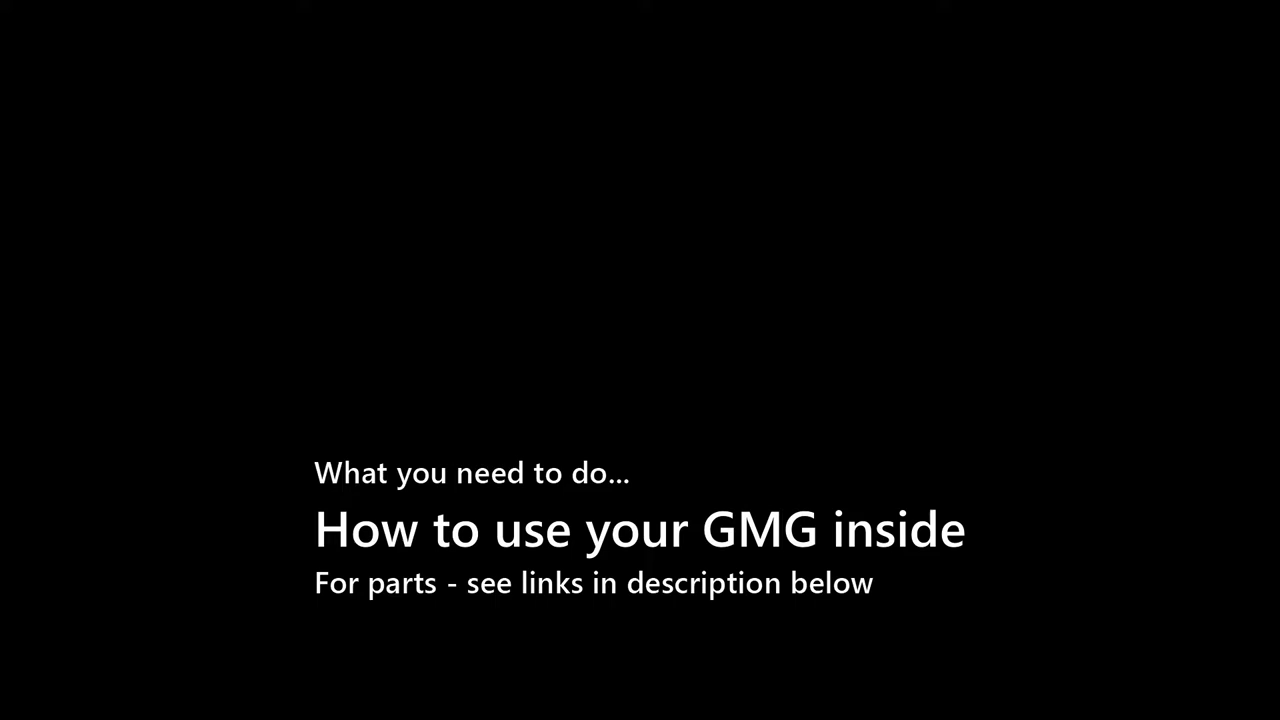 What you need to do...
How to use your GMG inside
For parts - see links in description below